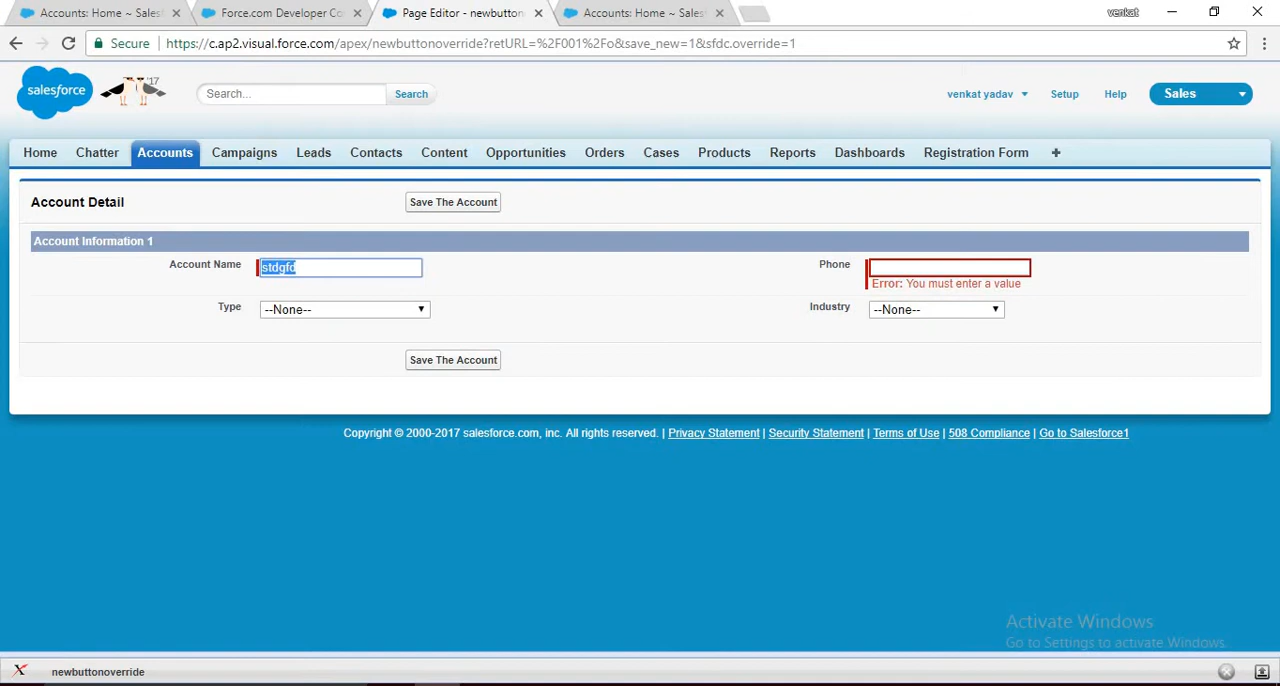 Accounts: Home ~ Sales
Force.com Developer Co
Page Editor - newbutton
Accounts: Home ~ Sales
venkat
Secure
https://c.ap2.visual.force.com/apex/newbuttonoverride?retURL=%2F001%2Fo&save_new=1&sfdc.override=1
salesforce
'17
Search...
Search
venkat yadav
Setup
Help
Sales
Home
Chatter
Accounts
Campaigns
Leads
Contacts
Content
Opportunities
Orders
Cases
Products
Reports
Dashboards
Registration Form
+
Account Detail
Save The Account
Account Information 1
Account Name
stdgfd
Phone
Error: You must enter a value
Type
--None--
Industry
--None--
Save The Account
Copyright © 2000-2017 salesforce.com, inc. All rights reserved. | Privacy Statement | Security Statement | Terms of Use | 508 Compliance | Go to Salesforce1
Activate Windows
Go to Settings to activate Windows.
newbuttonoverride